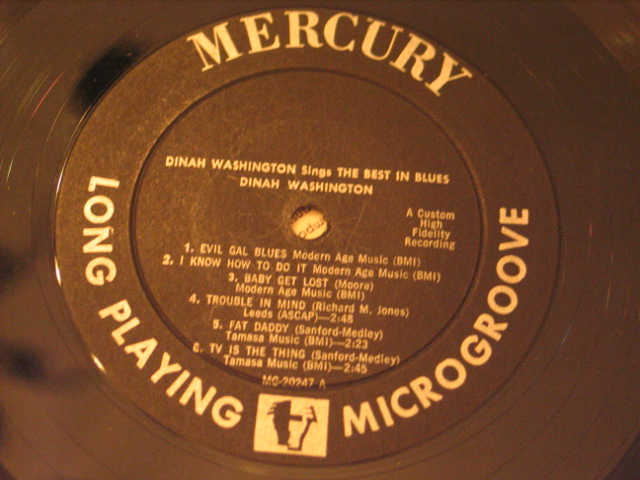 MERCURY
DINAH WASHINGTON Sings THE BEST IN BLUES
DINAH WASHINGTON
A Custom
High
Fidelity
Recording
1. EVIL GAL BLUES Modern Age Music (BMI)
2. I KNOW HOW TO DO IT Modern Age Music (BMI)
3. BABY GET LOST (Moore)
Modern Age Music (BMI)
4. TROUBLE IN MIND (Richard M. Jones)
Leeds (ASCAP)—2:48
5. FAT DADDY (Sanford-Medley)
Tamasa Music (BMI)—2:23
6. TV IS THE THING (Sanford-Medley)
Tamasa Music (BMI)—2:45
MG-20247 A
LONG PLAYING
MICROGROOVE